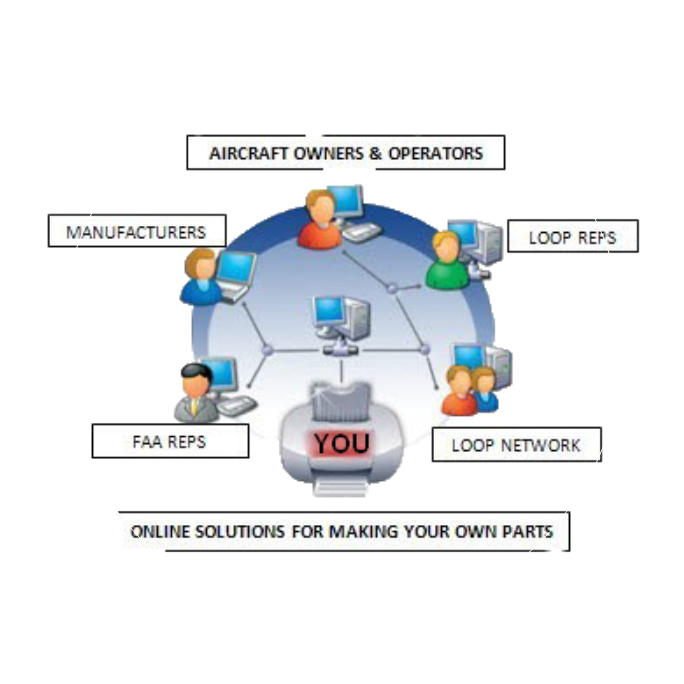 AIRCRAFT OWNERS & OPERATORS
MANUFACTURERS
LOOP REPS
FAA REPS
YOU
LOOP NETWORK
ONLINE SOLUTIONS FOR MAKING YOUR OWN PARTS